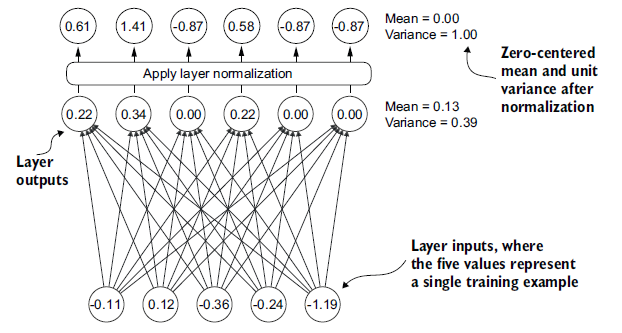 0.61 1.41 -0.87 0.58 -0.87 -0.87
Mean = 0.00
Variance = 1.00
Zero-centered
mean and unit
variance after
normalization
Apply layer normalization
0.22 0.34 0.00 0.22 0.00 0.00
Mean = 0.13
Variance = 0.39
Layer
outputs
Layer inputs, where
the five values represent
a single training example
-0.11 0.12 -0.36 -0.24 -1.19